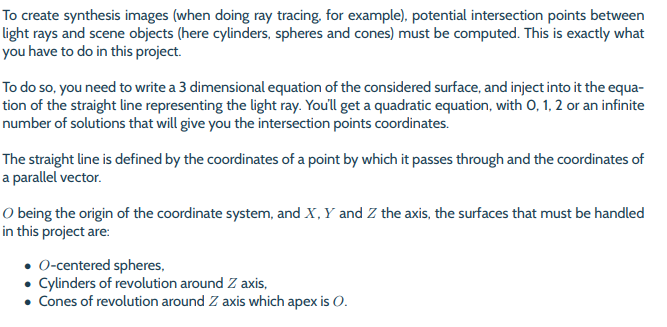 To create synthesis images (when doing ray tracing, for example), potential intersection points between
light rays and scene objects (here cylinders, spheres and cones) must be computed. This is exactly what
you have to do in this project.
To do so, you need to write a 3 dimensional equation of the considered surface, and inject into it the equa-
tion of the straight line representing the light ray. You'll get a quadratic equation, with 0, 1, 2 or an infinite
number of solutions that will give you the intersection points coordinates.
The straight line is defined by the coordinates of a point by which it passes through and the coordinates of
a parallel vector.
O being the origin of the coordinate system, and X, Y and Z the axis, the surfaces that must be handled
in this project are:
• O-centered spheres,
• Cylinders of revolution around Z axis,
• Cones of revolution around Z axis which apex is O.